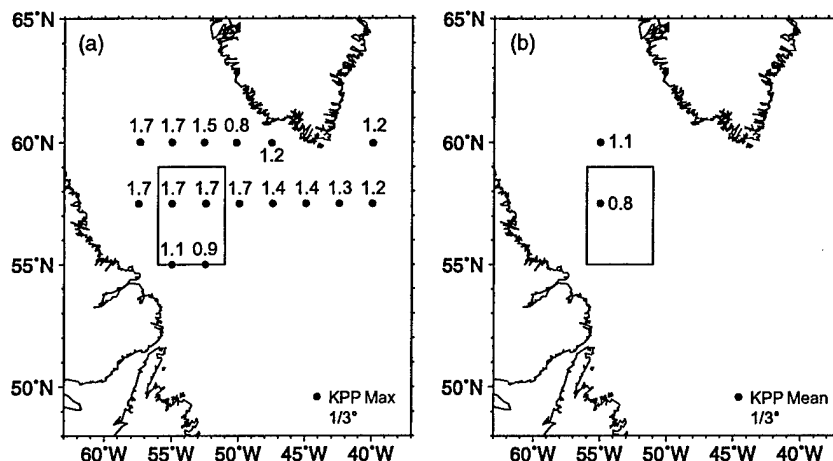 65°N
(a)
1.7 1.7 1.5 0.8 1.2
60°N
1.2
1.7 1.7 1.7 1.7 1.4 1.4 1.3 1.2
1.1 0.9
55°N
50°N
KPP Max
1/3°
60°W 55°W 50°W 45°W 40°W
65°N
(b)
60°N
1.1
0.8
55°N
50°N
KPP Mean
1/3°
60°W 55°W 50°W 45°W 40°W